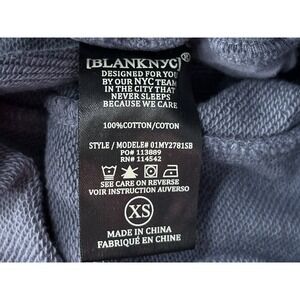 [BLANKNYC]®
DESIGNED FOR YOU
BY OUR NYC TEAM
IN THE CITY THAT
NEVER SLEEPS
BECAUSE WE CARE
100%COTTON/COTON
STYLE / MODELE# 01MY2781SB
PO# 113889
RN# 114542
SEE CARE ON REVERSE
VOIR INSTRUCTION AUVERSO
XS
MADE IN CHINA
FABRIQUÉ EN CHINE